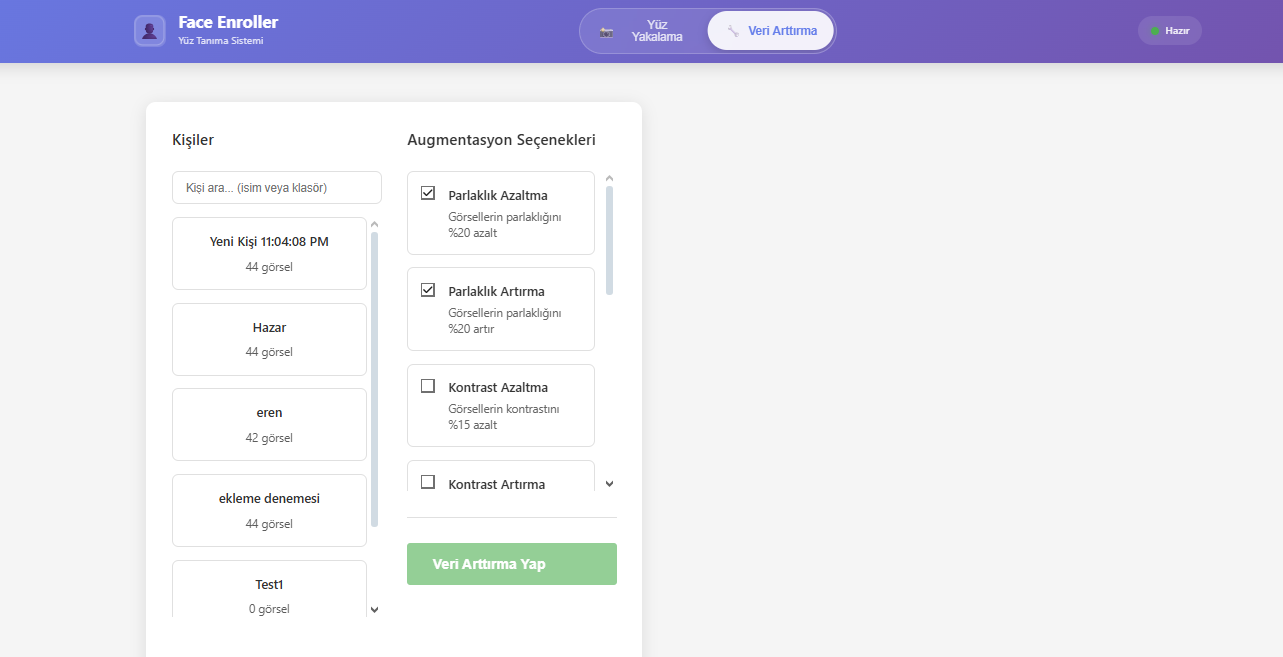 Face Enroller
Yüz Tanıma Sistemi
Yüz
Yakalama
Veri Arttırma
Hazır
Kişiler
Kişi ara... (isim veya klasör)
Yeni Kişi 11:04:08 PM
44 görsel
Hazar
44 görsel
eren
42 görsel
ekleme denemesi
44 görsel
Test1
0 görsel
Augmentasyon Seçenekleri
Parlaklık Azaltma
Görsellerin parlaklığını
%20 azalt
Parlaklık Artırma
Görsellerin parlaklığını
%20 artır
Kontrast Azaltma
Görsellerin kontrastını
%15 azalt
Kontrast Artırma
Veri Arttırma Yap